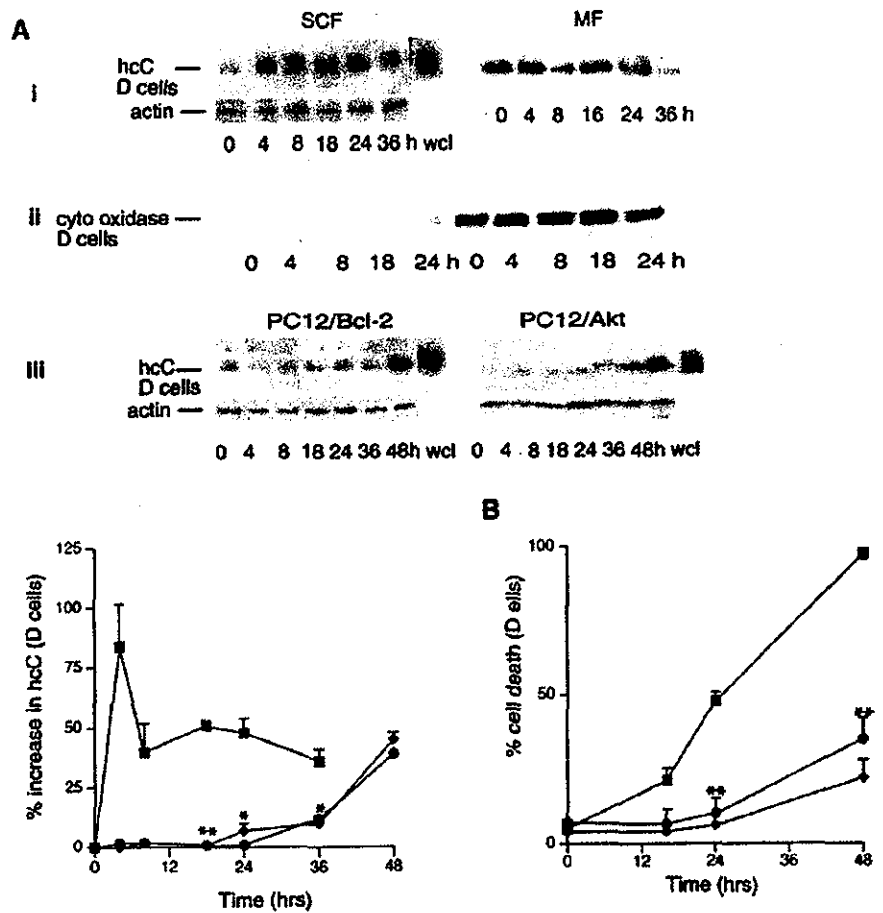 A
SCF MF
hcC
D cells
i
actin
0 4 8 18 24 36 h wcl
0 4 8 16 24 36 h
ii cyto oxidase
D cells
0 4 8 18 24 h 0 4 8 18 24 h
PC12/Bcl-2 PC12/Akt
iii
hcC
D cells
actin
0 4 8 18 24 36 48h wcl 0 4 8 18 24 36 48h wcl
% increase in hcC (D cells)
125
100
75
50
25
0
** * *
0 12 24 36 48
Time (hrs)
B
% cell death (D ells)
100
50
0
** **
0 12 24 36 48
Time (hrs)